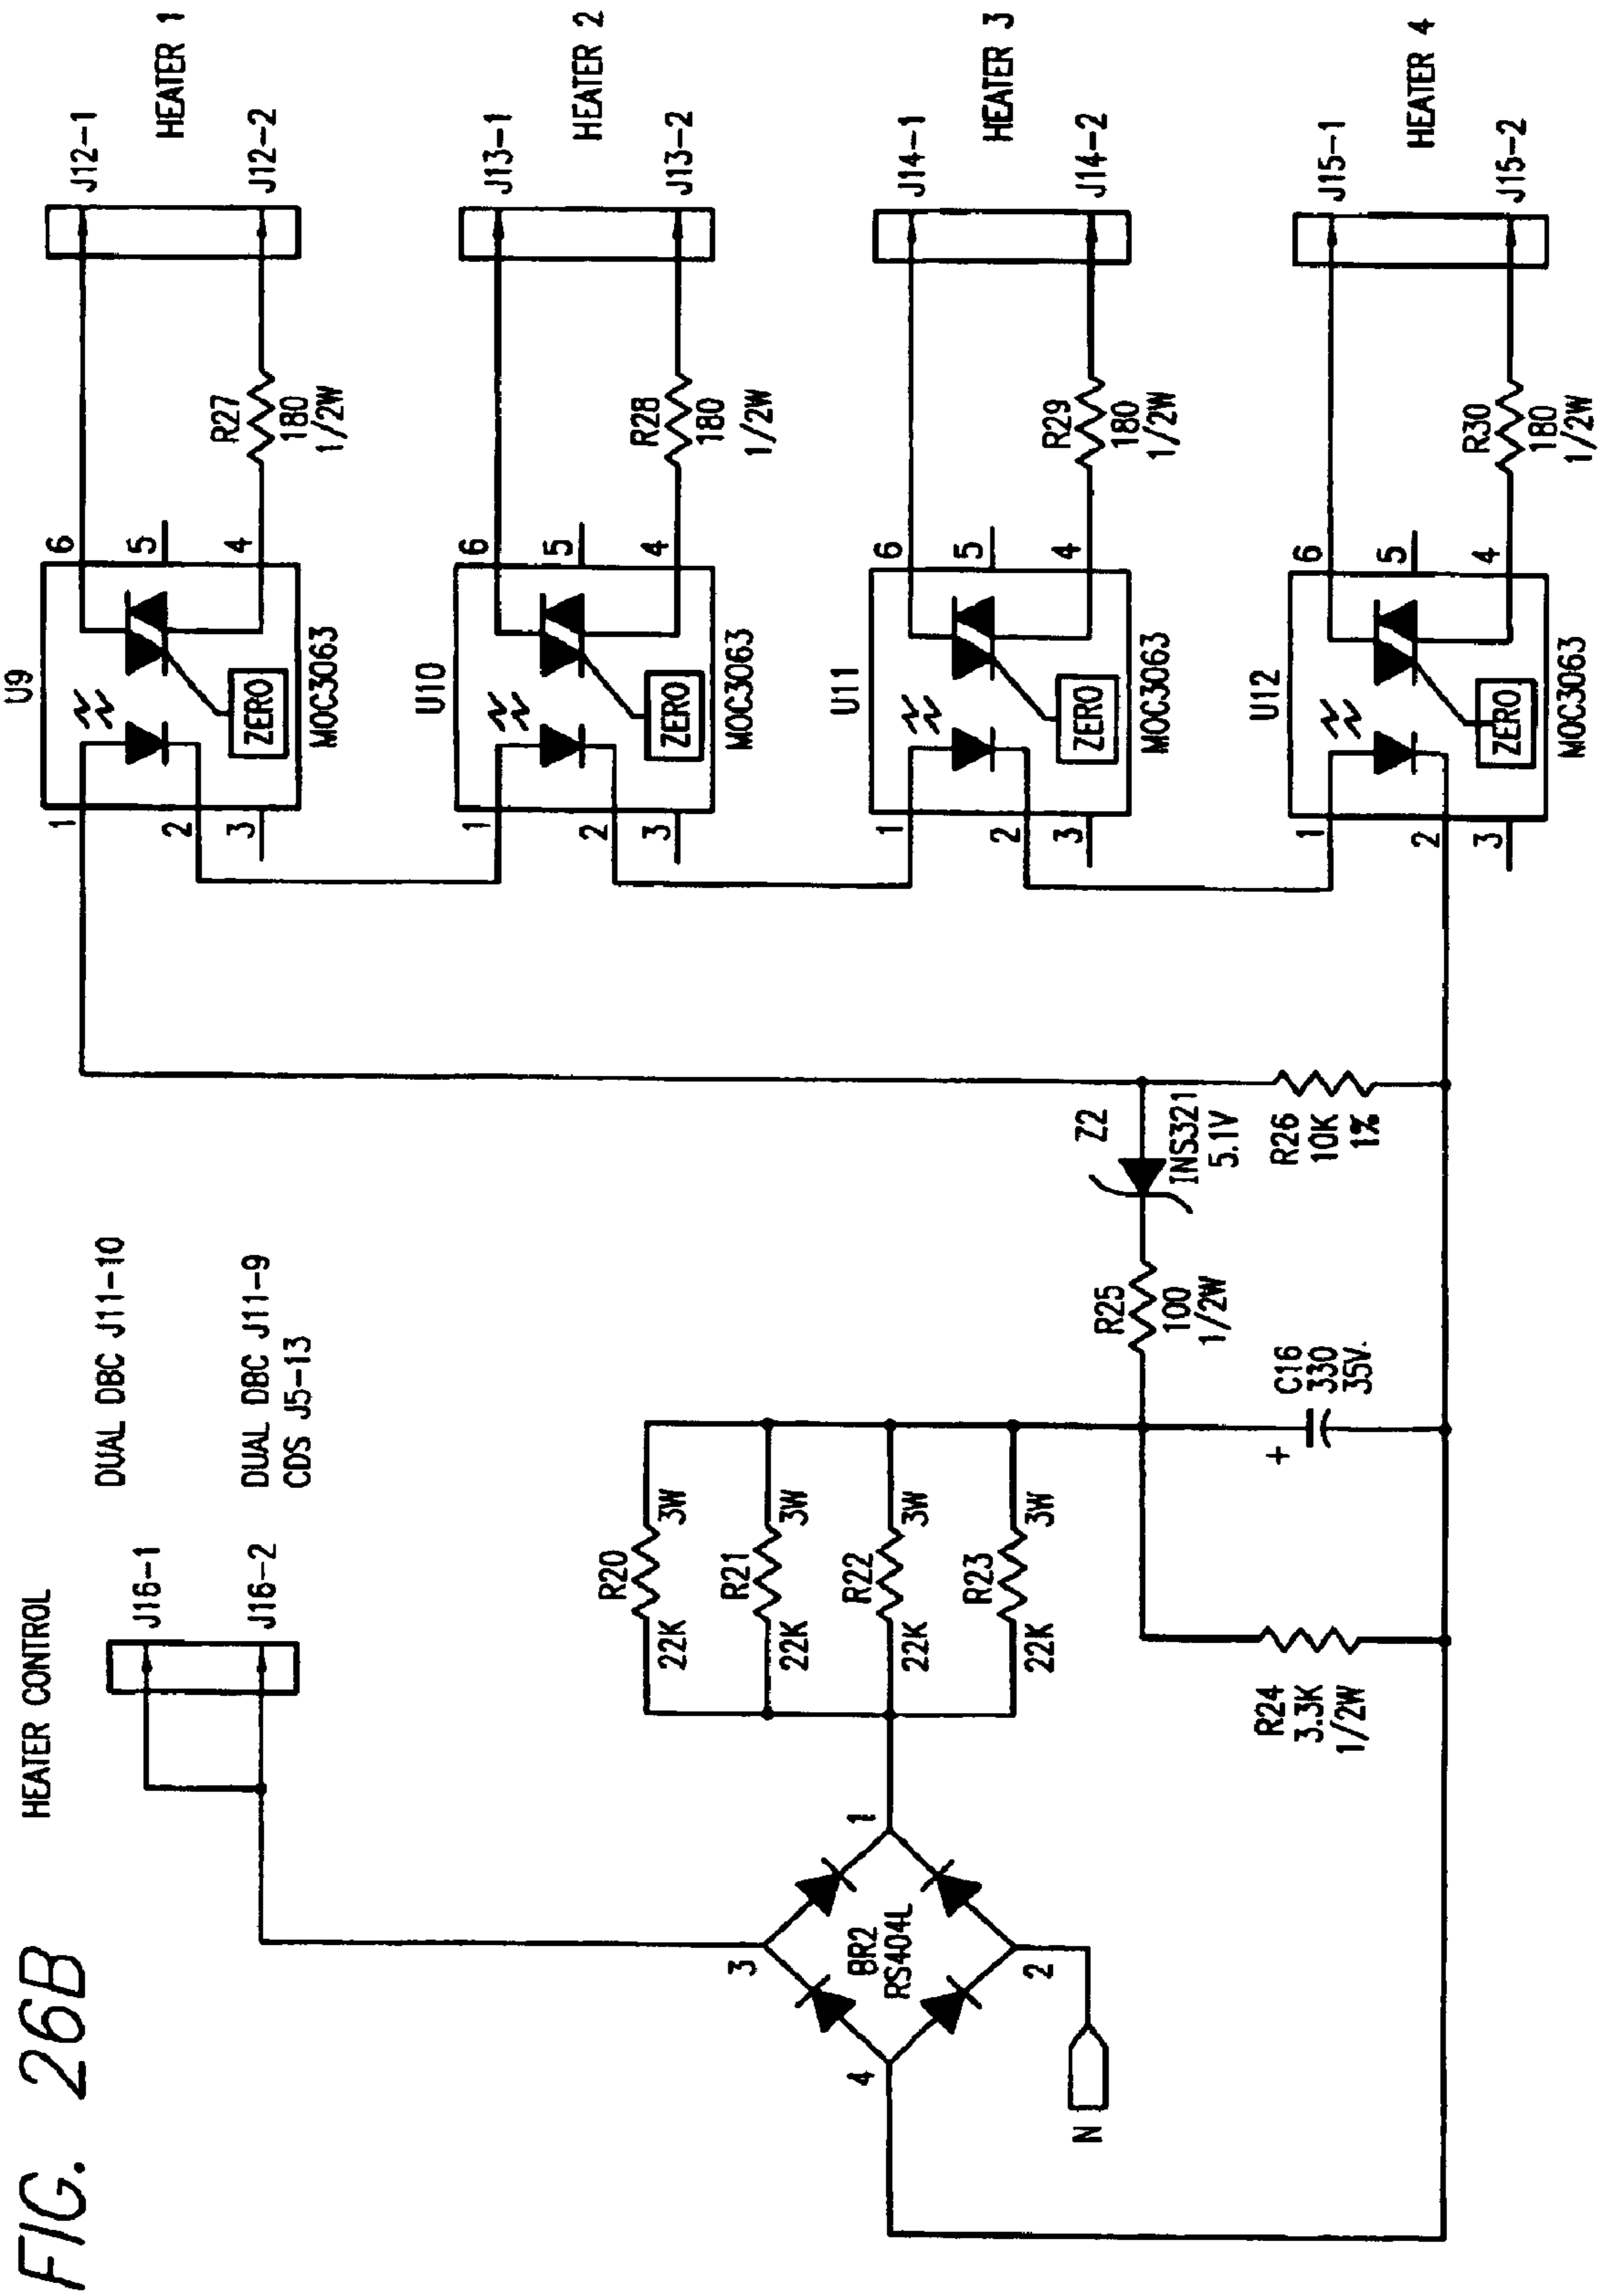 FIG. 26B
HEATER CONTROL
J16-1
DUAL DBC J11-10
J16-2
DUAL DBC J11-9
CDS J5-13
3
BR2
RS404L
1
2
4
N
R20
22K
3W
R21
22K
3W
R22
22K
3W
R23
22K
3W
R24
3.3K
1/2W
+
C16
330
35V.
R25
100
1/2W
Z2
INS321
5.1V
R26
10K
1%
U9
1
2
3
6
5
4
ZERO
MOC3063
R27
180
1/2W
J12-1
HEATER 1
J12-2
U10
1
2
3
6
5
4
ZERO
MOC3063
R28
180
1/2W
J13-1
HEATER 2
J13-2
U11
1
2
3
6
5
4
ZERO
MOC3063
R29
180
1/2W
J14-1
HEATER 3
J14-2
U12
1
2
3
6
5
4
ZERO
MOC3063
R30
180
1/2W
J15-1
HEATER 4
J15-2